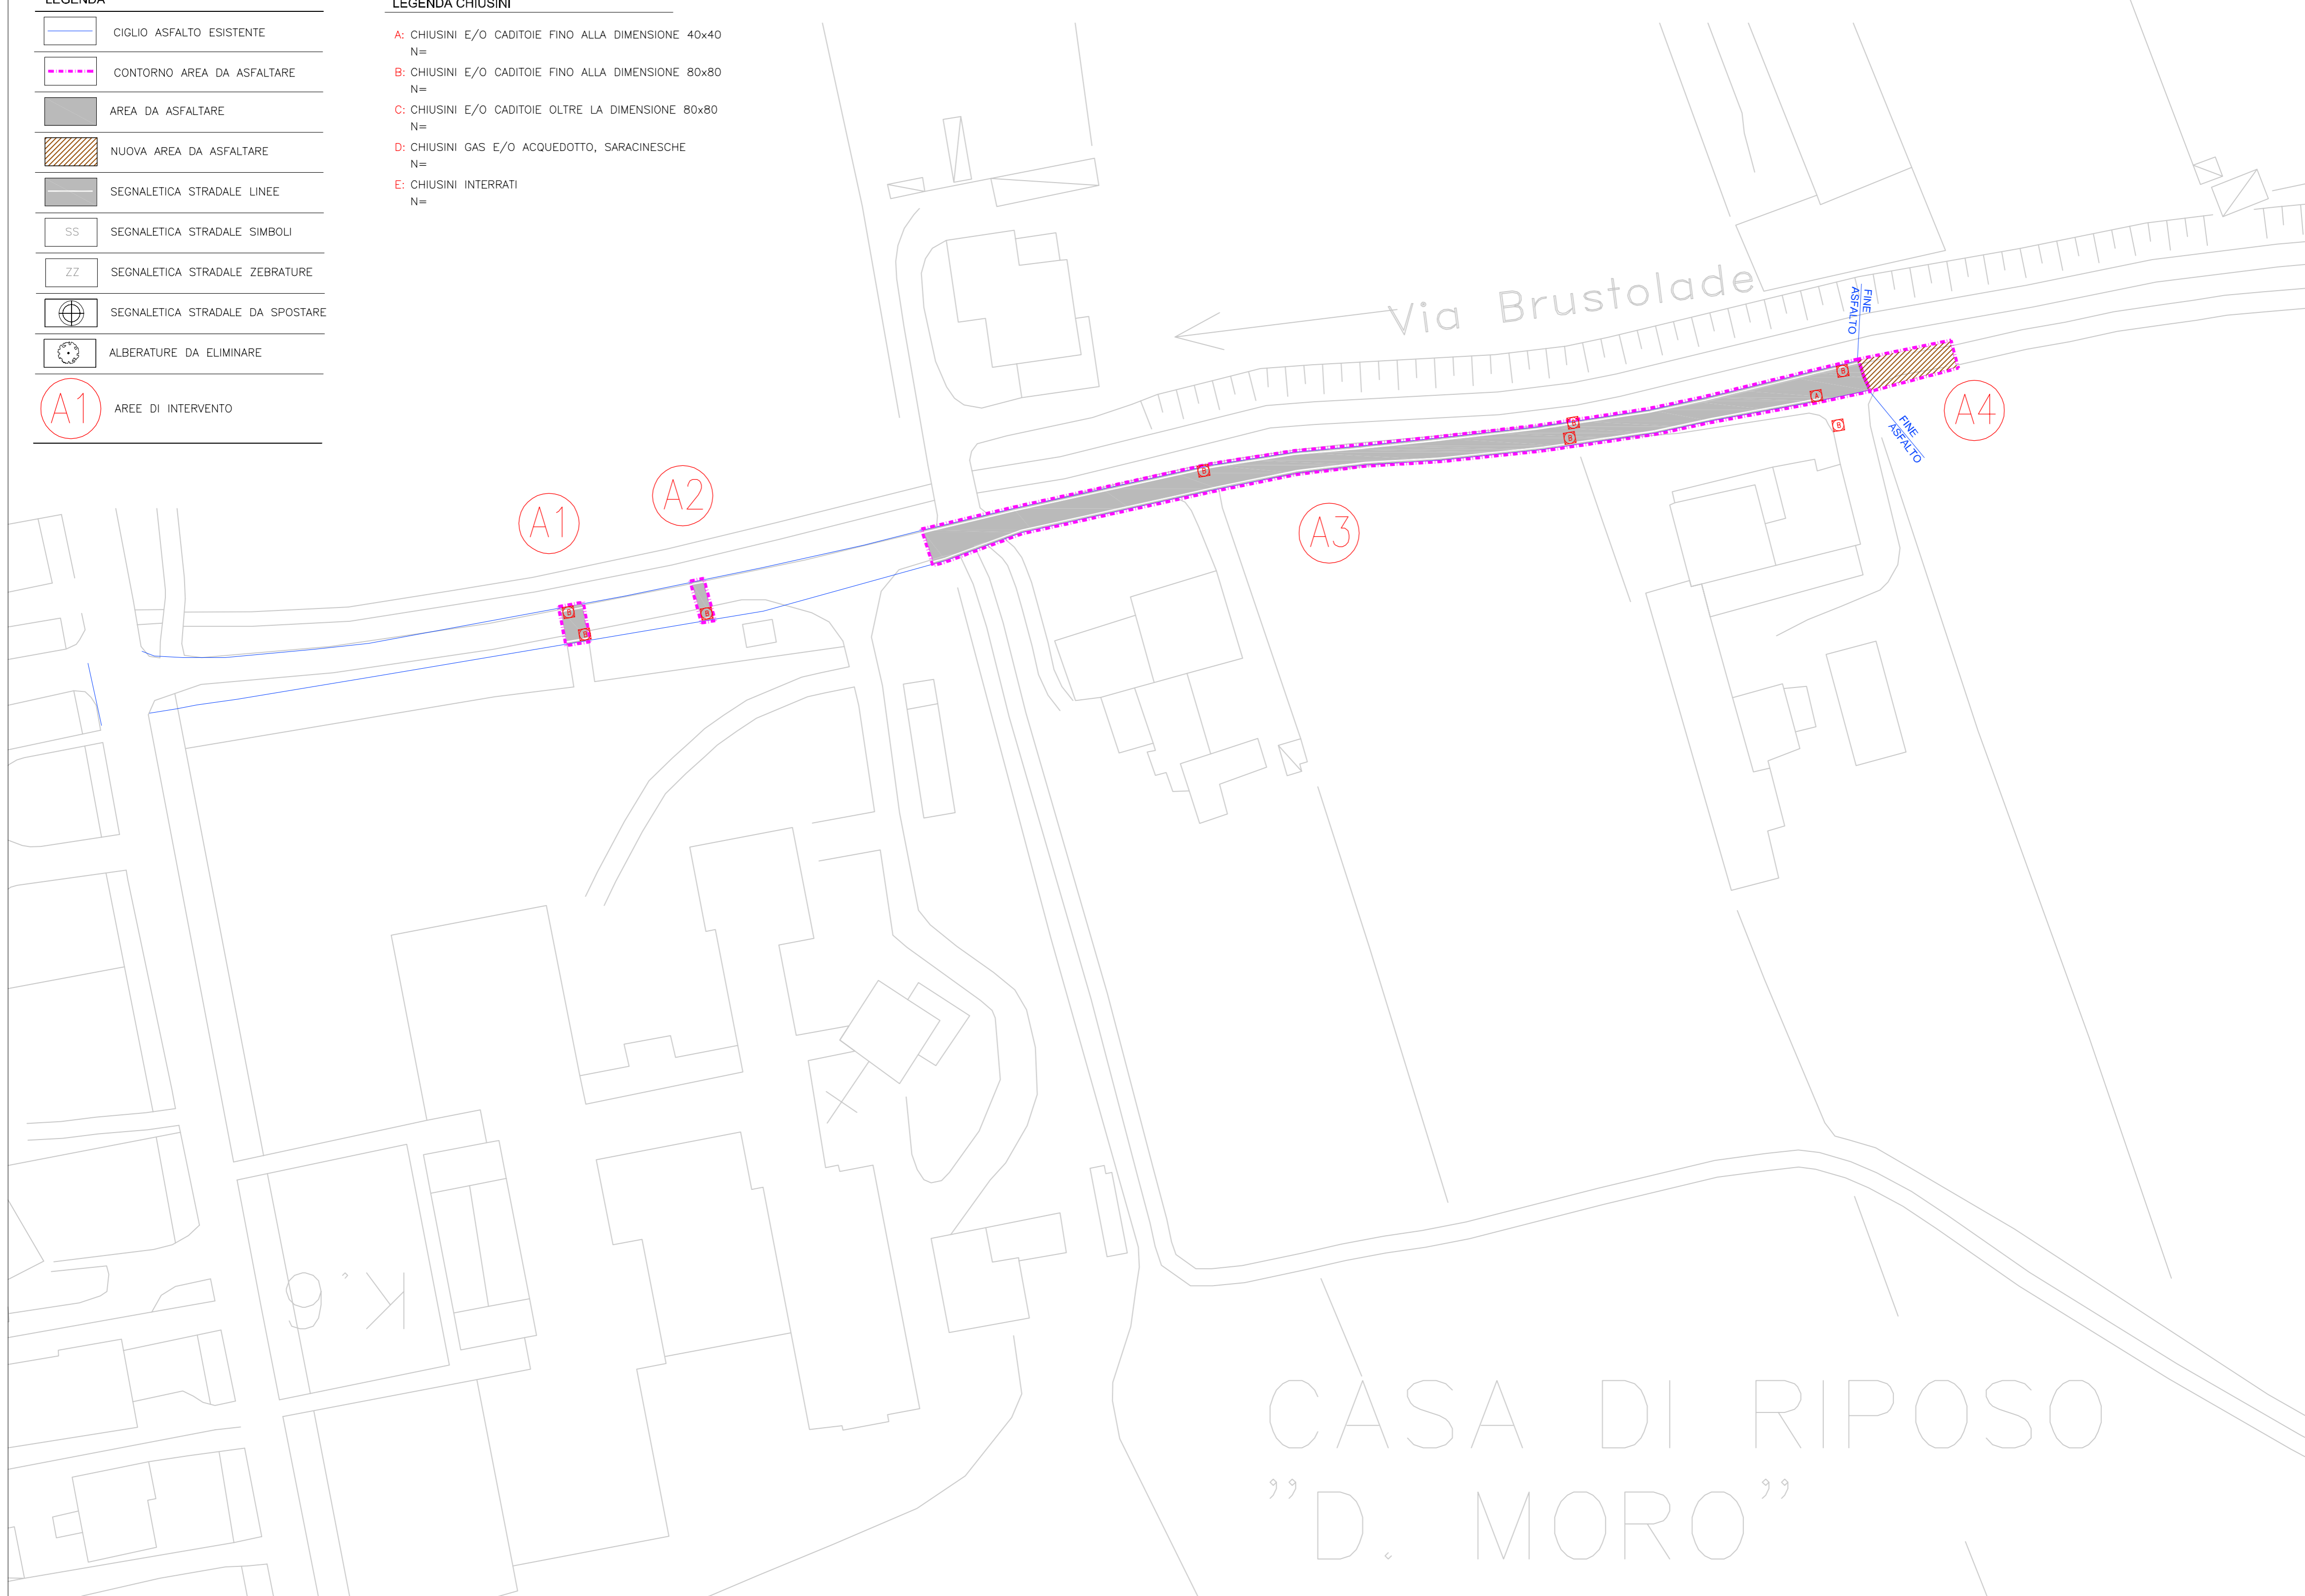 LEGENDA
CIGLIO ASFALTO ESISTENTE
CONTORNO AREA DA ASFALTARE
AREA DA ASFALTARE
NUOVA AREA DA ASFALTARE
SEGNALETICA STRADALE LINEE
SS SEGNALETICA STRADALE SIMBOLI
ZZ SEGNALETICA STRADALE ZEBRATURE
SEGNALETICA STRADALE DA SPOSTARE
ALBERATURE DA ELIMINARE
A1 AREE DI INTERVENTO
LEGENDA CHIUSINI
A: CHIUSINI E/O CADITOIE FINO ALLA DIMENSIONE 40x40
N=
B: CHIUSINI E/O CADITOIE FINO ALLA DIMENSIONE 80x80
N=
C: CHIUSINI E/O CADITOIE OLTRE LA DIMENSIONE 80x80
N=
D: CHIUSINI GAS E/O ACQUEDOTTO, SARACINESCHE
N=
E: CHIUSINI INTERRATI
N=
Via Brustolade
FINE
ASFALTO
B
A
B
B
B
B
A4
FINE
ASFALTO
A1
A2
A3
B
B
B
K.6
CASA DI RIPOSO
"D. MORO"